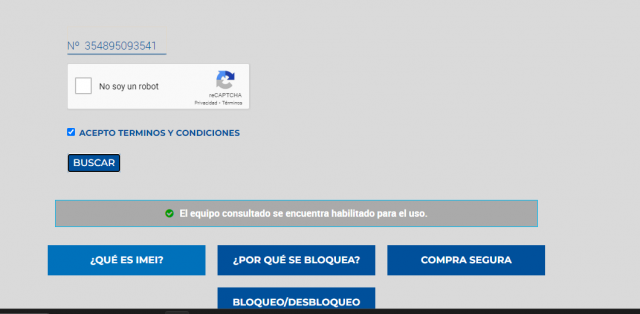 Nº 354895093541
No soy un robot
reCAPTCHA
Privacidad - Términos
ACEPTO TERMINOS Y CONDICIONES
BUSCAR
El equipo consultado se encuentra habilitado para el uso.
¿QUÉ ES IMEI?
¿POR QUÉ SE BLOQUEA?
COMPRA SEGURA
BLOQUEO/DESBLOQUEO